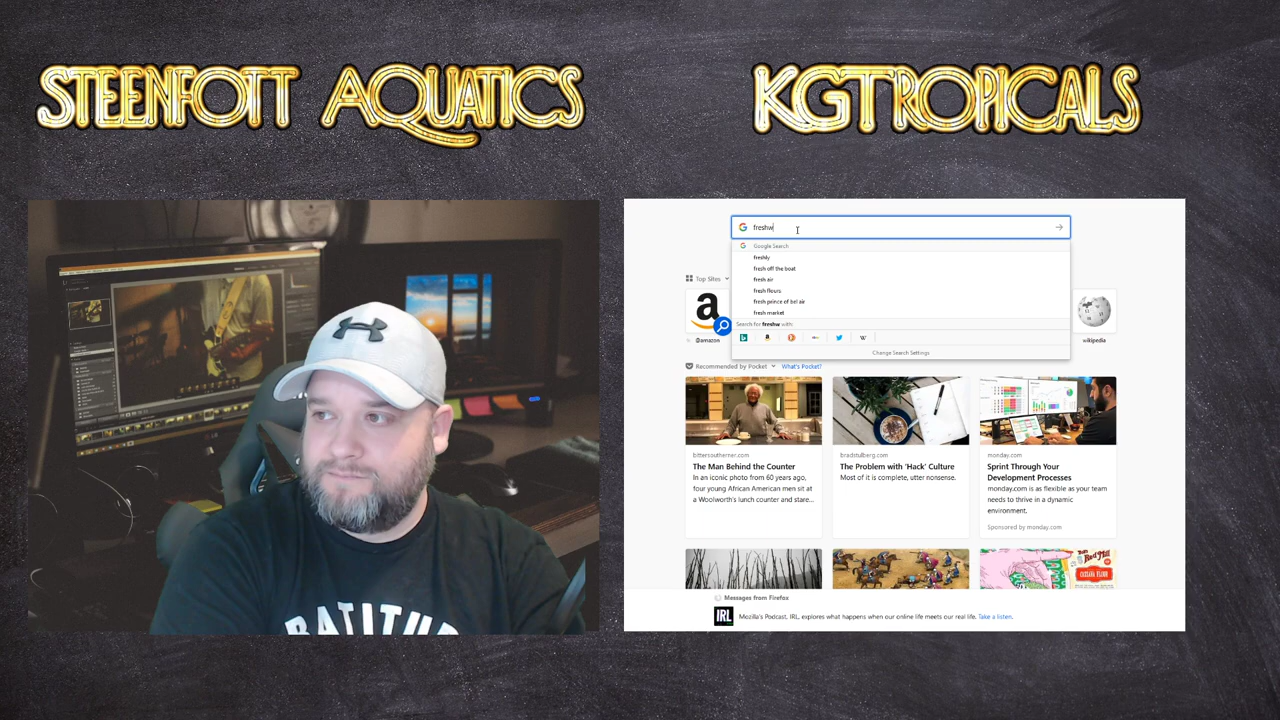 STEENFOTT AQUATICS
KGTROPICALS
freshw
Google Search
freshly
fresh off the boat
fresh air
fresh flours
fresh prince of bel air
fresh market
Search for freshw with:
Change Search Settings
Top Sites
@amazon
wikipedia
Recommended by Pocket
What's Pocket?
bittersoutherner.com
The Man Behind the Counter
In an iconic photo from 60 years ago,
four young African American men sit at
a Woolworth's lunch counter and stare...
bradstulberg.com
The Problem with 'Hack' Culture
Most of it is complete, utter nonsense.
monday.com
Sprint Through Your
Development Processes
monday.com is as flexible as your team
needs to thrive in a dynamic
environment.
Sponsored by monday.com
Red Mill
Messages from Firefox
IRL
Mozilla's Podcast, IRL, explores what happens when our online life meets our real life. Take a listen.